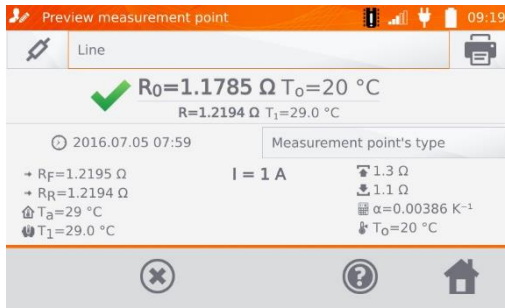 Preview measurement point 09:19
Line
R₀=1.1785 Ω T₀=20 °C
R=1.2194 Ω T₁=29.0 °C
2016.07.05 07:59 Measurement point's type
R_F=1.2195 Ω I = 1 A 1.3 Ω
R_R=1.2194 Ω 1.1 Ω
Tₐ=29 °C α=0.00386 K⁻¹
T₁=29.0 °C T₀=20 °C